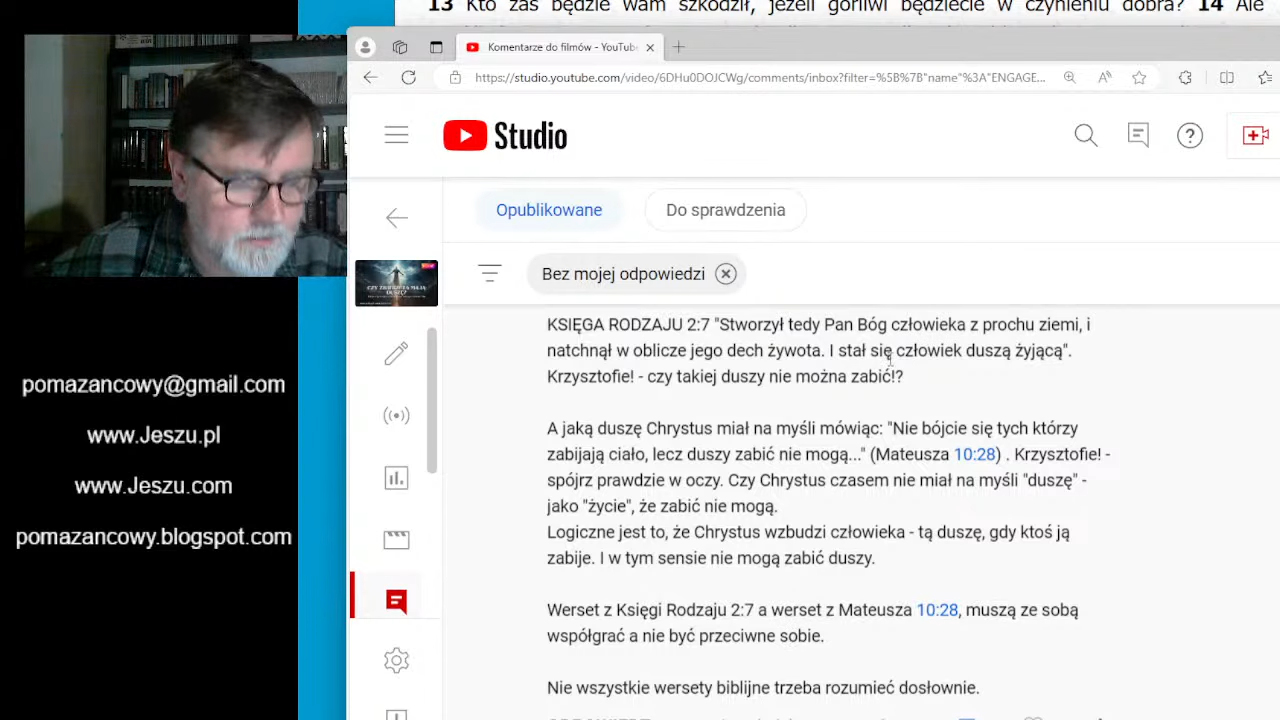 13 Kto zaś będzie wam szkodził, jeżeli gorliwi będziecie w czynieniu dobra? 14 Ale
Komentarze do filmów - YouTube
https://studio.youtube.com/video/6DHu0DOJCWg/comments/inbox?filter=%5B%7B"name"%3A"ENGAGE...
Studio
Opublikowane
Do sprawdzenia
Bez mojej odpowiedzi
CZY ZWIERZĘTA MAJĄ
DUSZE?
KSIĘGA RODZAJU 2:7 "Stworzył tedy Pan Bóg człowieka z prochu ziemi, i
natchnął w oblicze jego dech żywota. I stał się człowiek duszą żyjącą".
Krzysztofie! - czy takiej duszy nie można zabić!?
A jaką duszę Chrystus miał na myśli mówiąc: "Nie bójcie się tych którzy
zabijają ciało, lecz duszy zabić nie mogą..." (Mateusza 10:28) . Krzysztofie! -
spójrz prawdzie w oczy. Czy Chrystus czasem nie miał na myśli "duszę" -
jako "życie", że zabić nie mogą.
Logiczne jest to, że Chrystus wzbudzi człowieka - tą duszę, gdy ktoś ją
zabije. I w tym sensie nie mogą zabić duszy.
Werset z Księgi Rodzaju 2:7 a werset z Mateusza 10:28, muszą ze sobą
współgrać a nie być przeciwne sobie.
Nie wszystkie wersety biblijne trzeba rozumieć dosłownie.
pomazancowy@gmail.com
www.Jeszu.pl
www.Jeszu.com
pomazancowy.blogspot.com